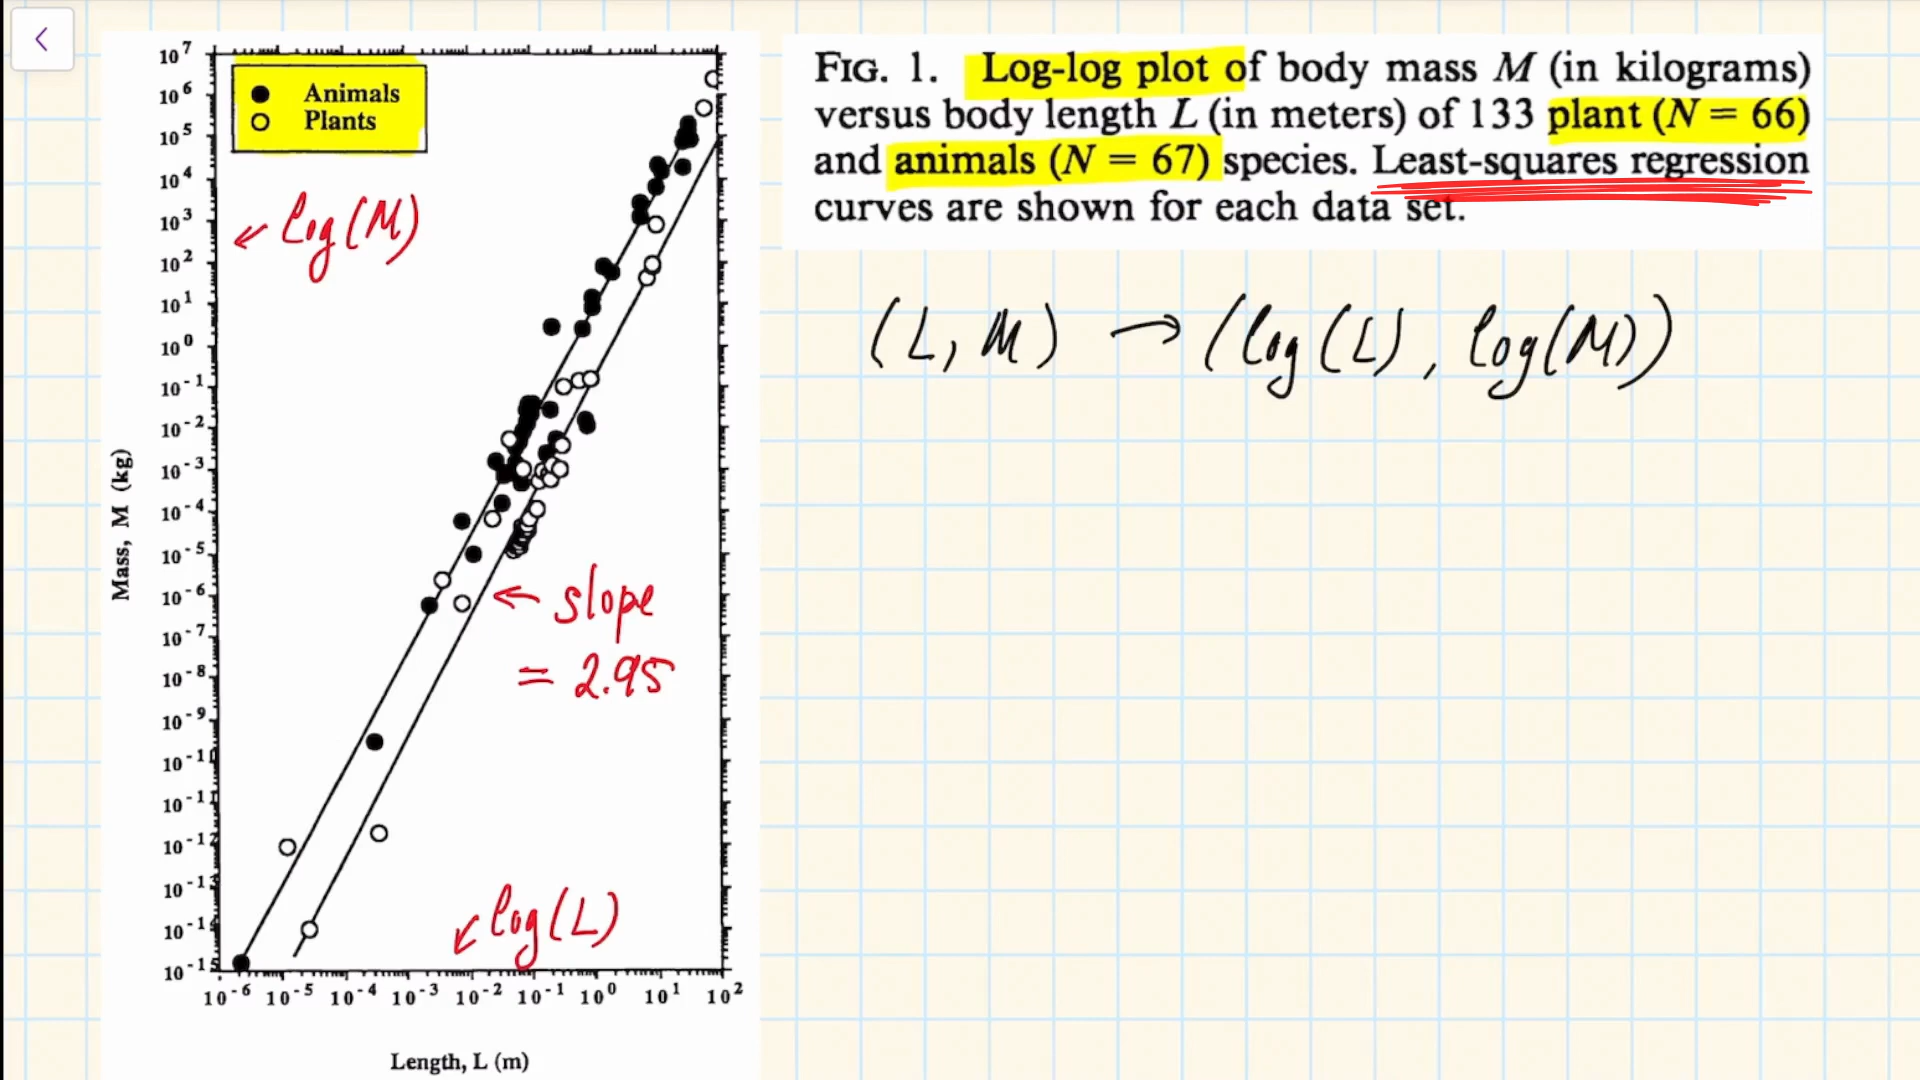 10^7
10^6
10^5
10^4
10^3
10^2
10^1
10^0
10^-1
10^-2
10^-3
10^-4
10^-5
10^-6
10^-7
10^-8
10^-9
10^-11
10^-11
10^-12
10^-13
10^-14
10^-15
Mass, M (kg)
Animals
Plants
← log(M)
← slope
= 2.95
↙ log(L)
10^-6 10^-5 10^-4 10^-3 10^-2 10^-1 10^0 10^1 10^2
Length, L (m)
FIG. 1. Log-log plot of body mass M (in kilograms)
versus body length L (in meters) of 133 plant (N = 66)
and animals (N = 67) species. Least-squares regression
curves are shown for each data set.
(L, M) → (log(L), log(M))